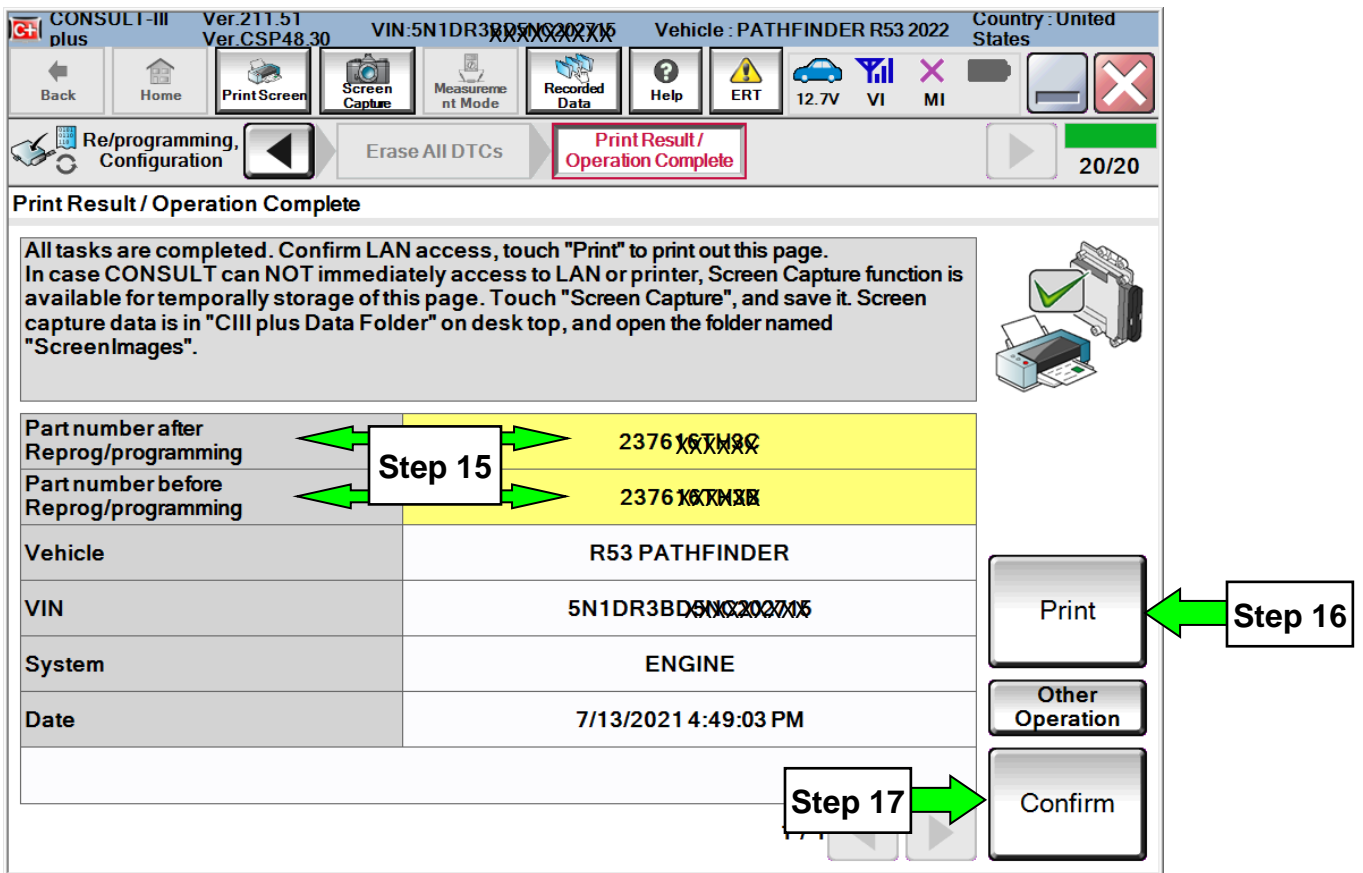 CONSULT-III plus
Ver.211.51
Ver.CSP48.30
VIN:5N1DR3
Vehicle : PATHFINDER R53 2022
Country : United States
Back
Home
Print Screen
Screen Capture
Measurement Mode
Recorded Data
Help
ERT
12.7V
VI
MI
Re/programming,
Configuration
Erase All DTCs
Print Result /
Operation Complete
20/20
Print Result / Operation Complete
All tasks are completed. Confirm LAN access, touch "Print" to print out this page.
In case CONSULT can NOT immediately access to LAN or printer, Screen Capture function is
available for temporally storage of this page. Touch "Screen Capture", and save it. Screen
capture data is in "CIII plus Data Folder" on desk top, and open the folder named
"ScreenImages".
Part number after
Reprog/programming
23761
Step 15
Part number before
Reprog/programming
23761
Vehicle
R53 PATHFINDER
VIN
5N1DR3BD
System
ENGINE
Date
7/13/2021 4:49:03 PM
Print
Step 16
Other
Operation
Step 17
Confirm